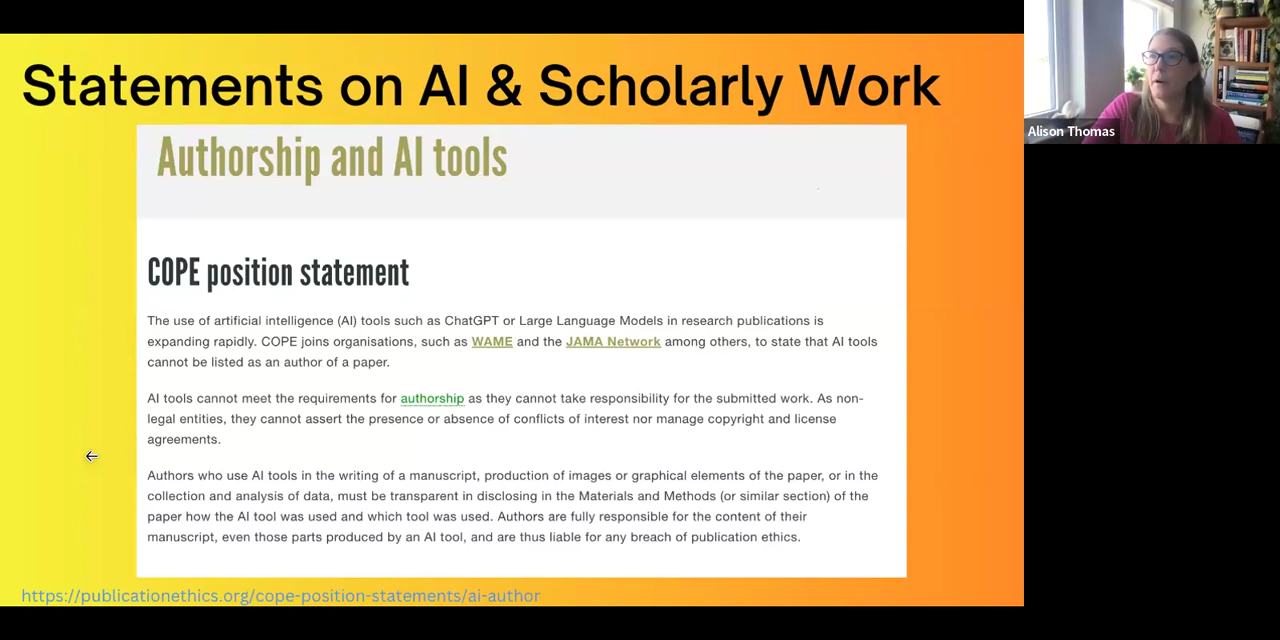 Statements on AI & Scholarly Work
Alison Thomas
Authorship and AI tools
COPE position statement
The use of artificial intelligence (AI) tools such as ChatGPT or Large Language Models in research publications is
expanding rapidly. COPE joins organisations, such as WAME and the JAMA Network among others, to state that AI tools
cannot be listed as an author of a paper.
AI tools cannot meet the requirements for authorship as they cannot take responsibility for the submitted work. As non-
legal entities, they cannot assert the presence or absence of conflicts of interest nor manage copyright and license
agreements.
Authors who use AI tools in the writing of a manuscript, production of images or graphical elements of the paper, or in the
collection and analysis of data, must be transparent in disclosing in the Materials and Methods (or similar section) of the
paper how the AI tool was used and which tool was used. Authors are fully responsible for the content of their
manuscript, even those parts produced by an AI tool, and are thus liable for any breach of publication ethics.
https://publicationethics.org/cope-position-statements/ai-author